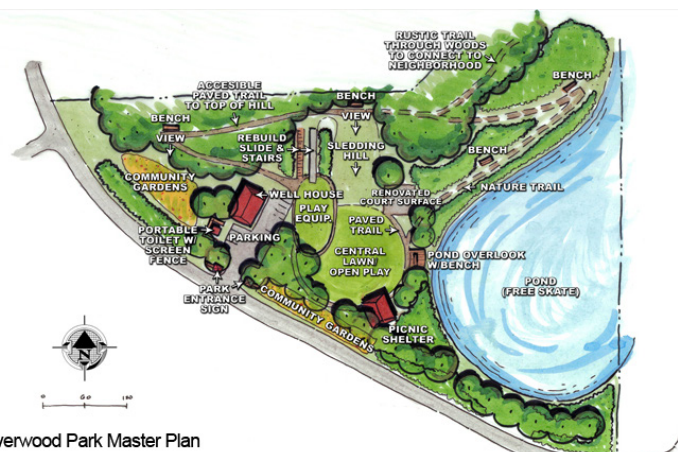 RUSTIC TRAIL
THROUGH WOODS
TO CONNECT TO
NEIGHBORHOOD
BENCH
ACCESIBLE
PAVED TRAIL
TO TOP OF HILL
BENCH
VIEW
BENCH
VIEW
REBUILD
SLIDE &
STAIRS
SLEDDING
HILL
BENCH
COMMUNITY
GARDENS
WELL HOUSE
RENOVATED
COURT SURFACE
NATURE TRAIL
PLAY
EQUIP.
PAVED
TRAIL
PORTABLE
TOILET W/
SCREEN
FENCE
PARKING
CENTRAL
LAWN
OPEN PLAY
POND OVERLOOK
W/BENCH
POND
(FREE SKATE)
PARK
ENTRANCE
SIGN
COMMUNITY GARDENS
PICNIC
SHELTER
N
0
60
Park Master Plan